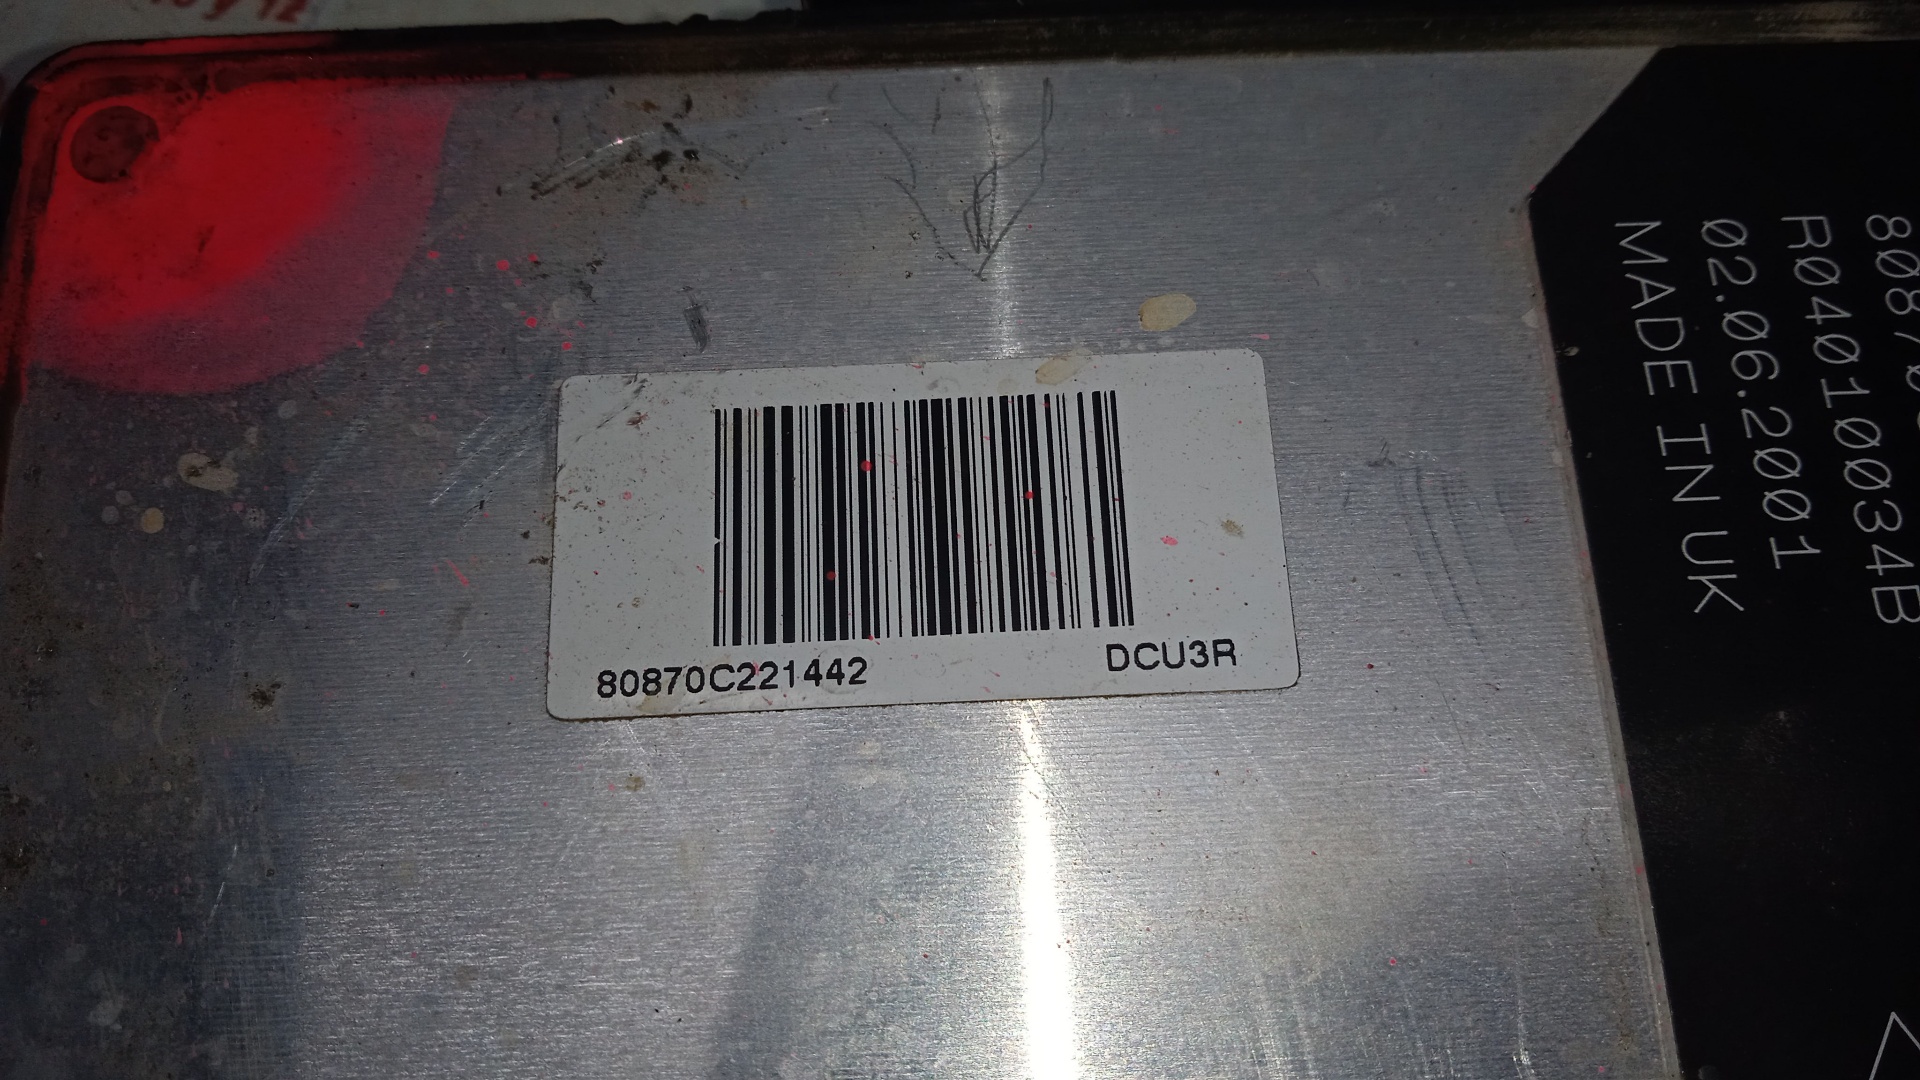 80870C221442 DCU3R
R04010034B
02.06.2001
MADE IN UK